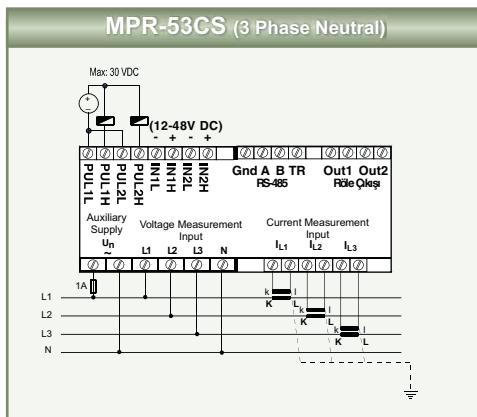 MPR-53CS (3 Phase Neutral)
Max: 30 VDC
+
-
(12-48V DC)
- + - +
PUL1L PUL1H PUL2L PUL2H IN1L IN1H IN2L IN2H
Gnd A B TR
RS-485
Out1 Out2
Röle Çıkışı
Auxiliary
Supply
Un
~
Voltage Measurement
Input
L1 L2 L3 N
Current Measurement
Input
IL1 IL2 IL3
1A
L1
k l
K L
L2
k l
K L
L3
k l
K L
N